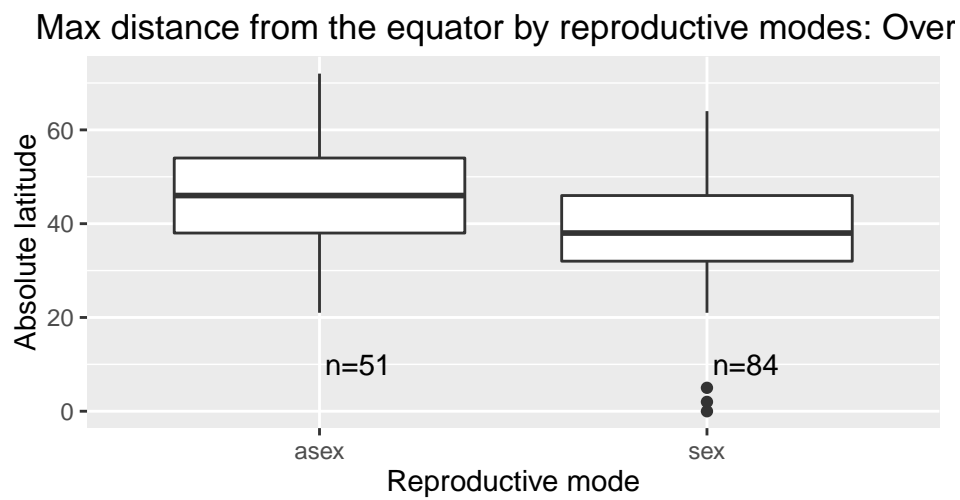 Max distance from the equator by reproductive modes: Over
60
40
20
0
Absolute latitude
n=51
n=84
asex
sex
Reproductive mode